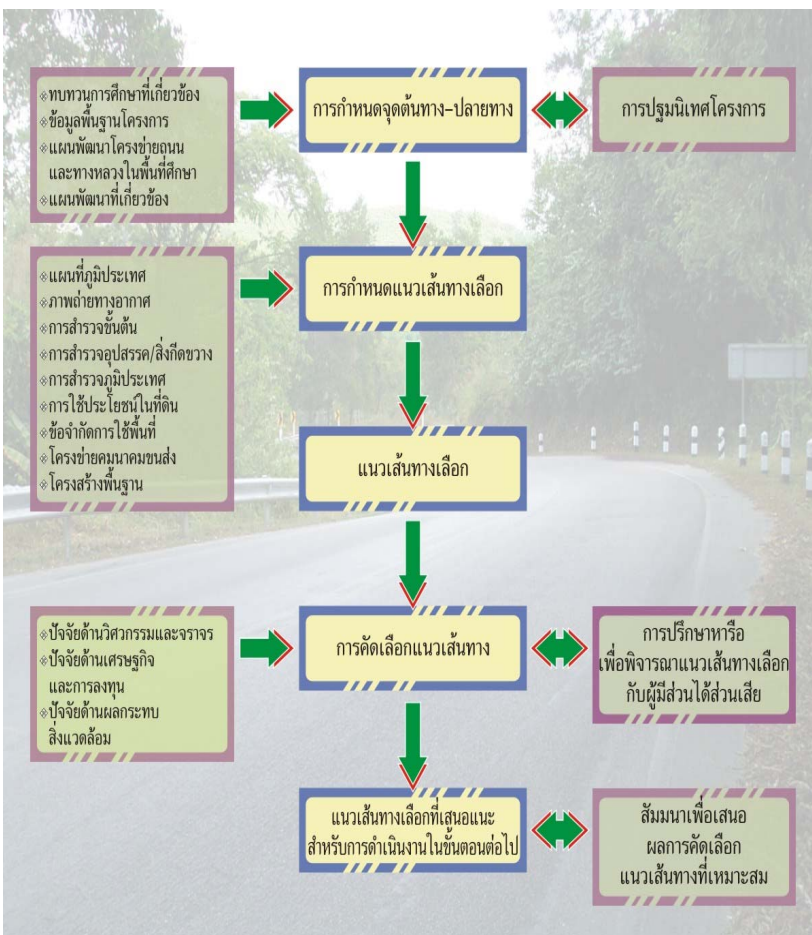 ※ทบทวนการศึกษาที่เกี่ยวข้อง
※ข้อมูลพื้นฐานโครงการ
※แผนพัฒนาโครงข่ายถนน
และทางหลวงในพื้นที่ศึกษา
※แผนพัฒนาที่เกี่ยวข้อง
การกำหนดจุดต้นทาง-ปลายทาง
การปฐมนิเทศโครงการ
※แผนที่ภูมิประเทศ
※ภาพถ่ายทางอากาศ
※การสำรวจขั้นต้น
※การสำรวจอุปสรรค/สิ่งกีดขวาง
※การสำรวจภูมิประเทศ
※การใช้ประโยชน์ในที่ดิน
※ข้อจำกัดการใช้พื้นที่
※โครงข่ายคมนาคมขนส่ง
※โครงสร้างพื้นฐาน
การกำหนดแนวเส้นทางเลือก
แนวเส้นทางเลือก
※ปัจจัยด้านวิศวกรรมและจราจร
※ปัจจัยด้านเศรษฐกิจ
และการลงทุน
※ปัจจัยด้านผลกระทบ
สิ่งแวดล้อม
การคัดเลือกแนวเส้นทาง
การปรึกษาหารือ
เพื่อพิจารณาแนวเส้นทางเลือก
กับผู้มีส่วนได้ส่วนเสีย
แนวเส้นทางเลือกที่เสนอแนะ
สำหรับการดำเนินงานในขั้นตอนต่อไป
สัมมนาเพื่อเสนอ
ผลการคัดเลือก
แนวเส้นทางที่เหมาะสม